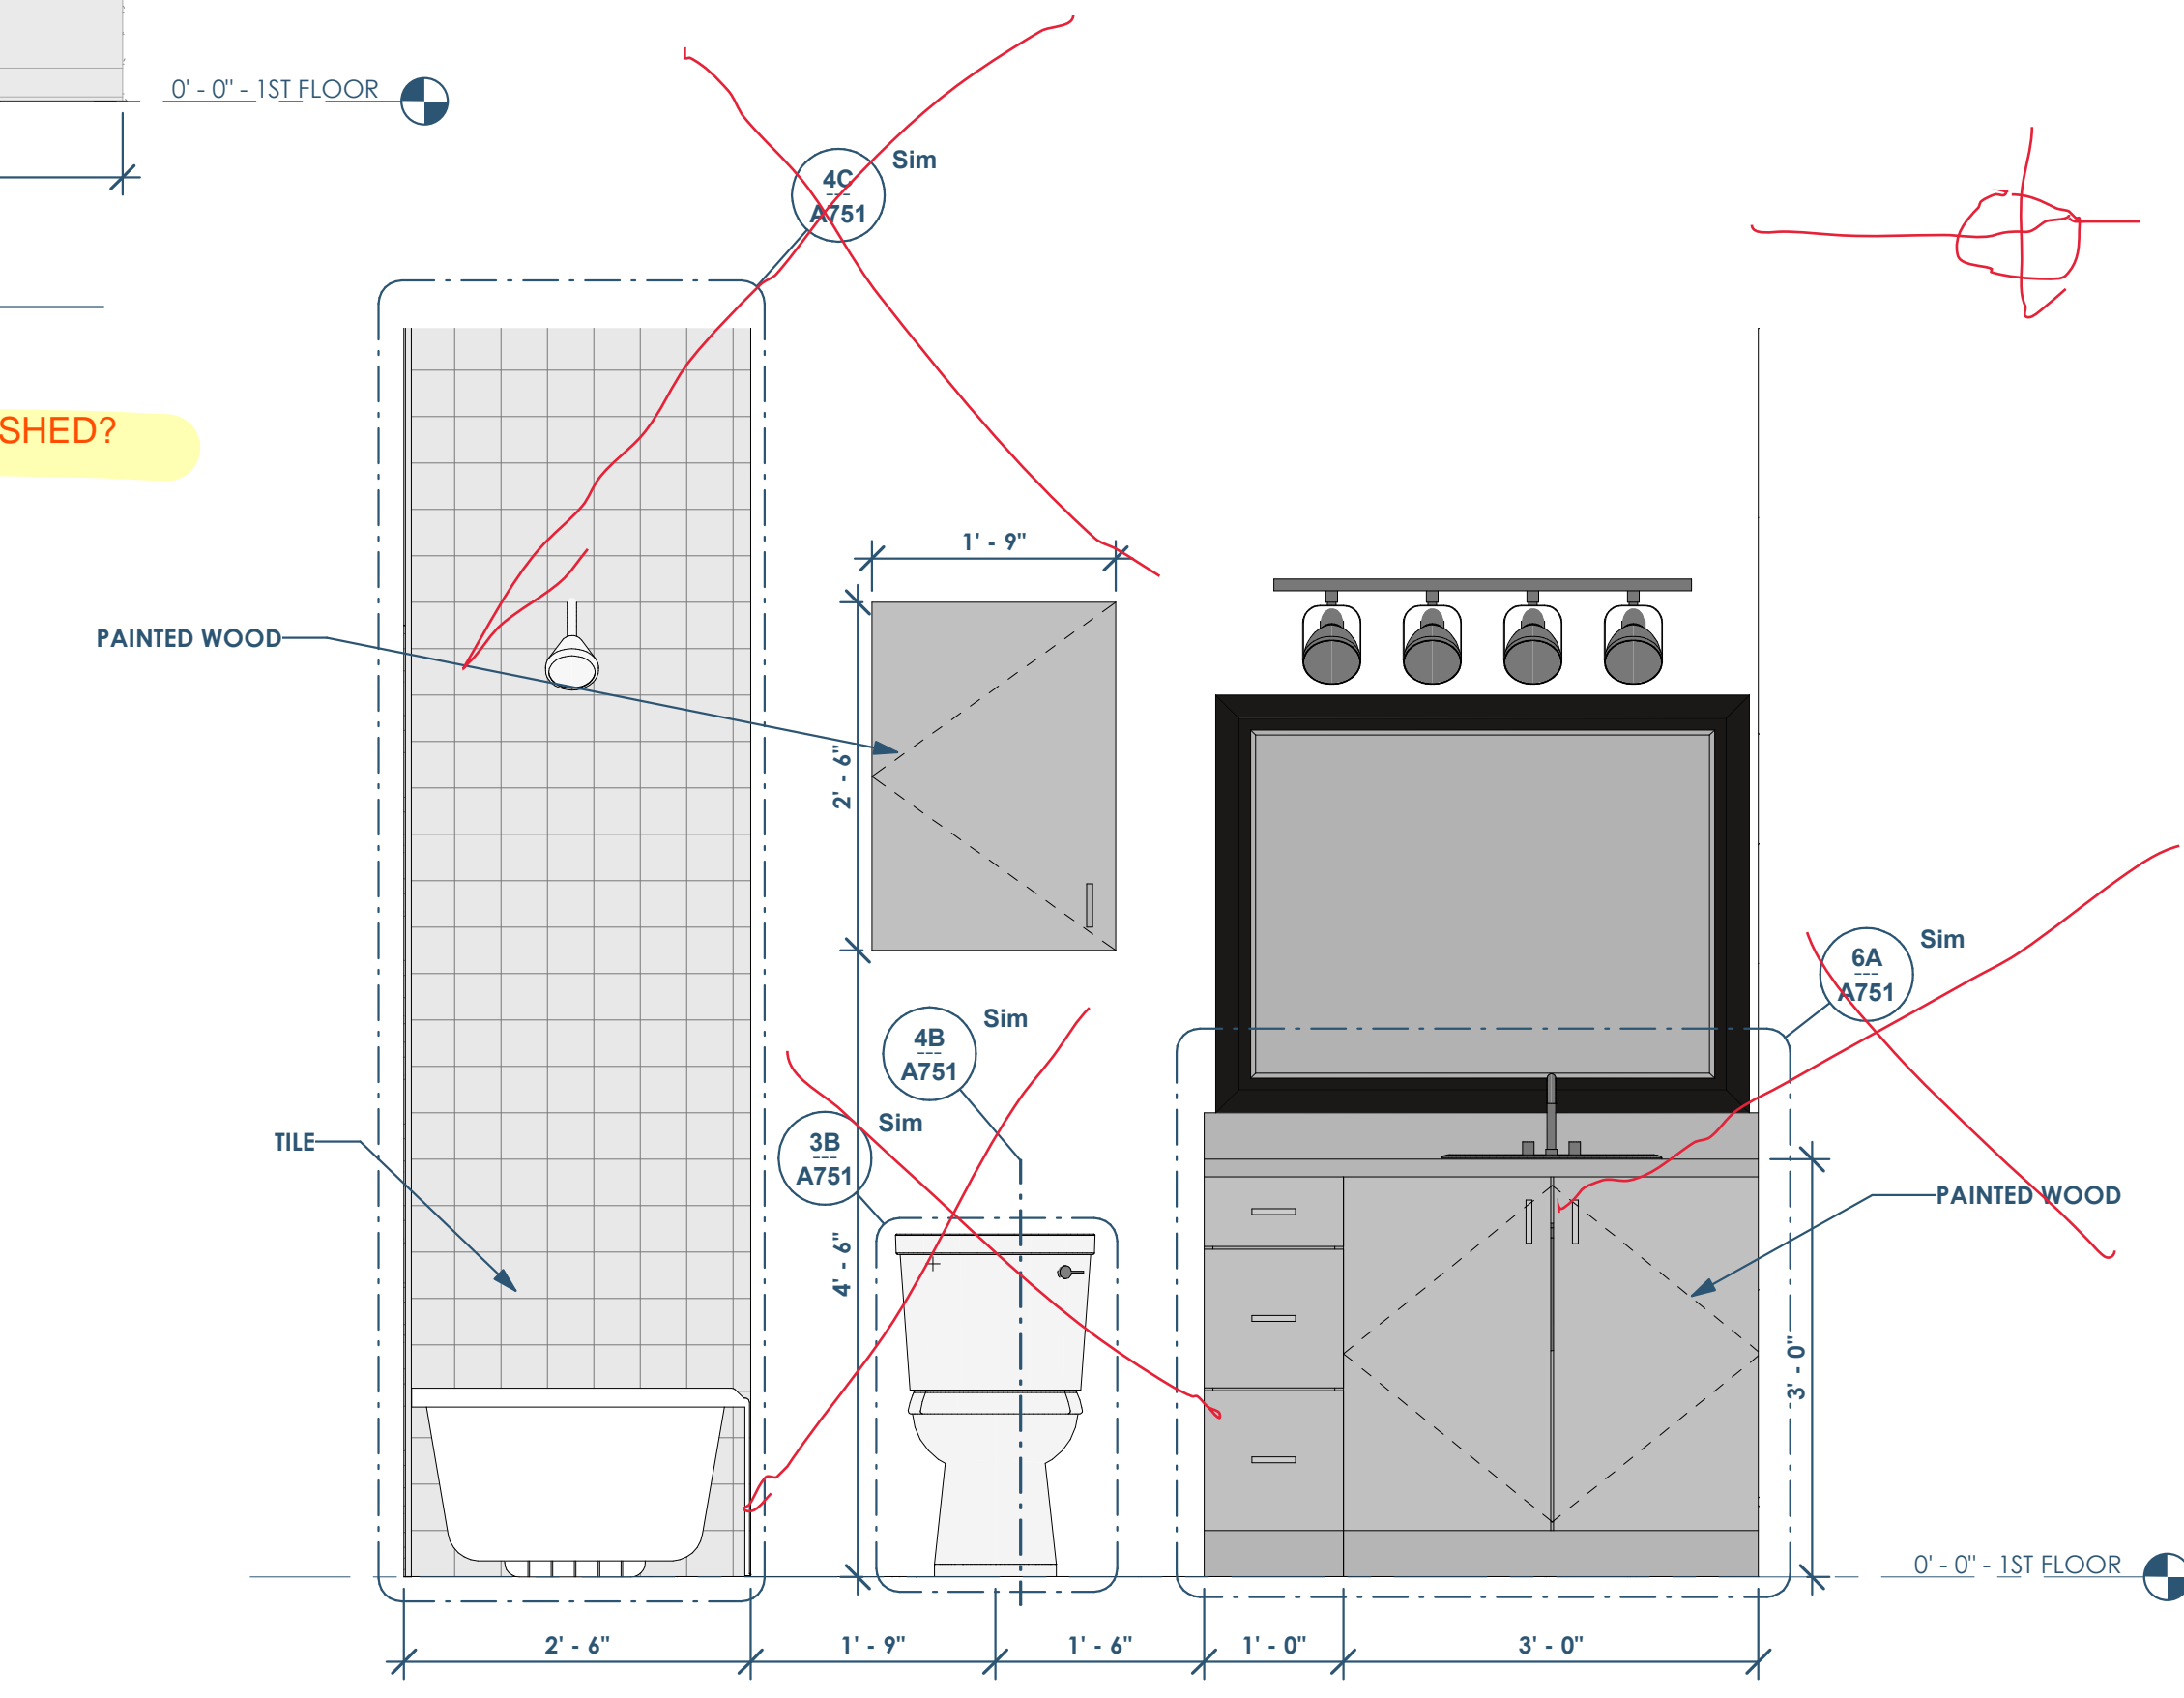 0' - 0" - 1ST FLOOR
4C
A751
Sim
SHED?
1' - 9"
PAINTED WOOD
2' - 6"
6A
A751
Sim
4B
A751
Sim
3B
A751
Sim
TILE
PAINTED WOOD
4' - 6"
3' - 0"
0' - 0" - 1ST FLOOR
2' - 6"
1' - 9"
1' - 6"
1' - 0"
3' - 0"